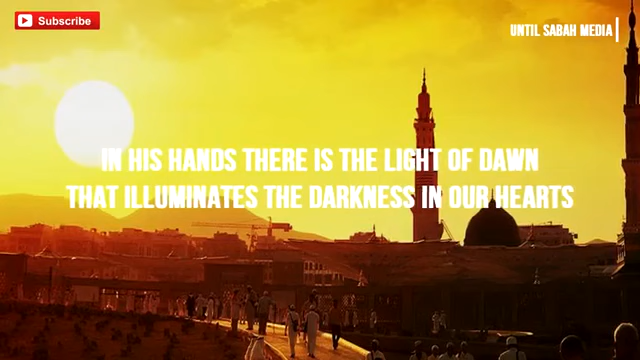 Subscribe
UNTIL SABAH MEDIA
IN HIS HANDS THERE IS THE LIGHT OF DAWN
THAT ILLUMINATES THE DARKNESS IN OUR HEARTS